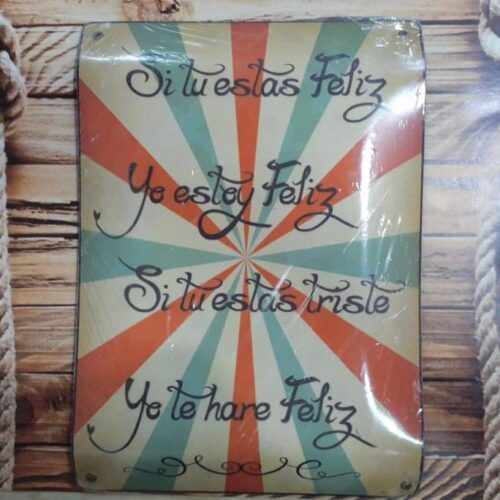 Si tu estas Feliz
Yo estoy Feliz
Si tu estas triste
Yo te hare Feliz